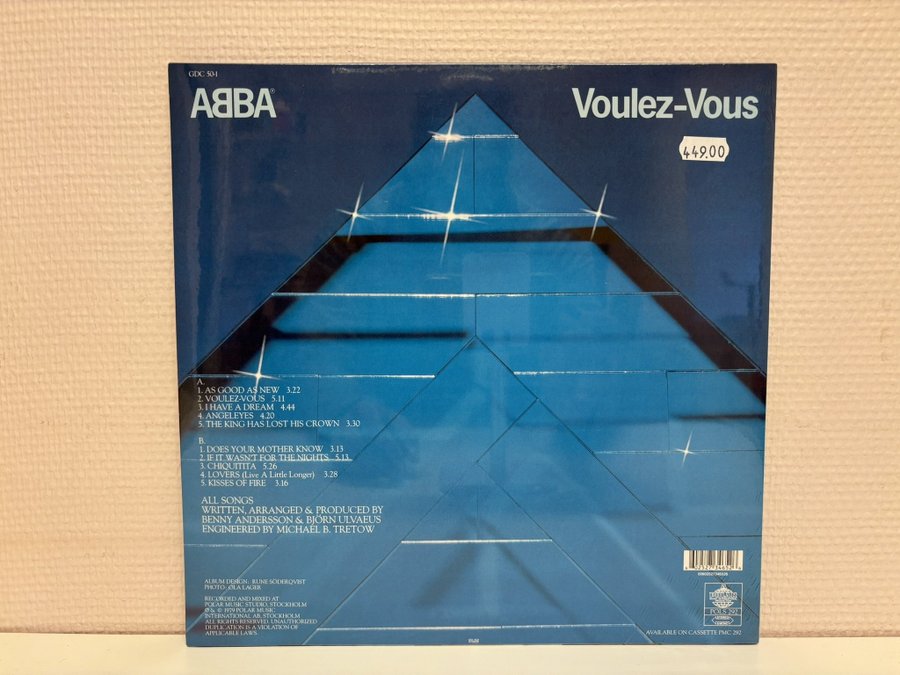 GDC 50-1
ABBA®
Voulez-Vous
449.00
A.
1. AS GOOD AS NEW 3.22
2. VOULEZ-VOUS 5.11
3. I HAVE A DREAM 4.44
4. ANGELEYES 4.20
5. THE KING HAS LOST HIS CROWN 3.30
B.
1. DOES YOUR MOTHER KNOW 3.13
2. IF IT WASN'T FOR THE NIGHTS 5.13
3. CHIQUITITA 5.26
4. LOVERS (Live A Little Longer) 3.28
5. KISSES OF FIRE 3.16
ALL SONGS
WRITTEN, ARRANGED & PRODUCED BY
BENNY ANDERSSON & BJÖRN ULVAEUS
ENGINEERED BY MICHAEL B. TRETOW
ALBUM DESIGN: RUNE SÖDERQVIST
PHOTO: OLA LAGER
RECORDED AND MIXED AT
POLAR MUSIC STUDIO, STOCKHOLM
℗ & © 1979 POLAR MUSIC
INTERNATIONAL AB, STOCKHOLM
ALL RIGHTS RESERVED. UNAUTHORIZED
DUPLICATION IS A VIOLATION OF
APPLICABLE LAWS.
POLS 292
STEREO
AVAILABLE ON CASSETTE PMC 292